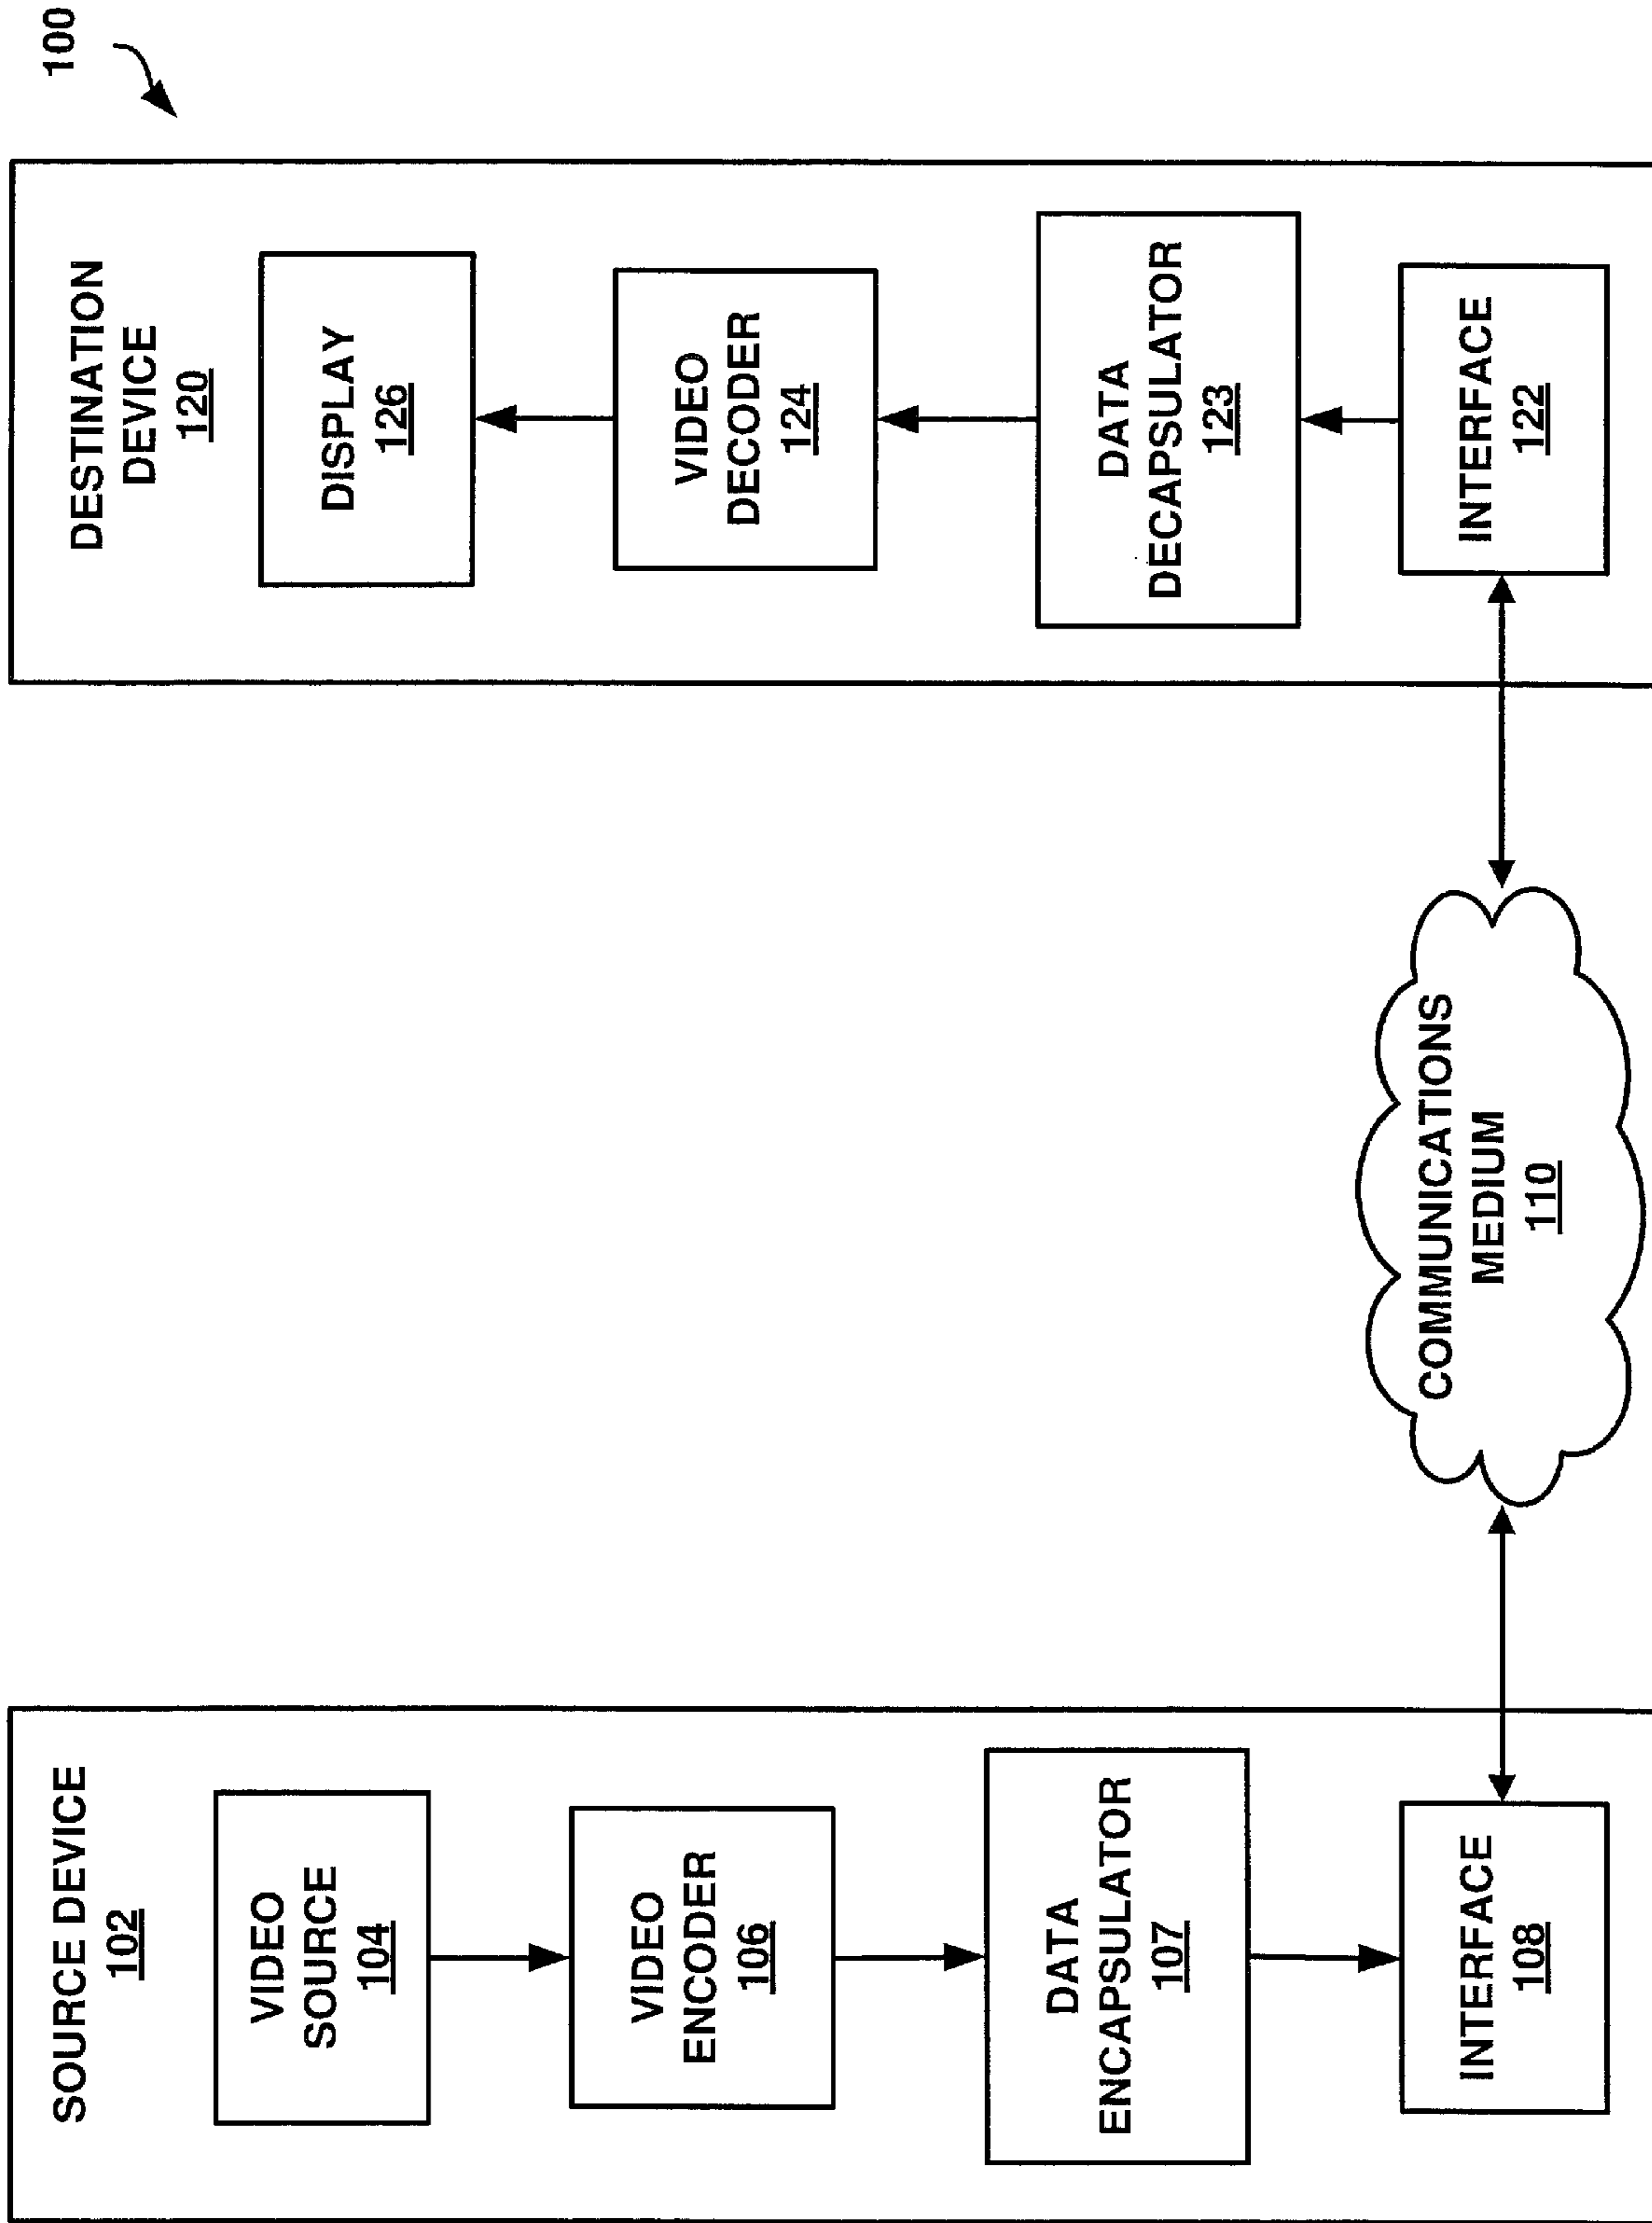 100
SOURCE DEVICE
102
VIDEO
SOURCE
104
VIDEO
ENCODER
106
DATA
ENCAPSULATOR
107
INTERFACE
108
COMMUNICATIONS
MEDIUM
110
DESTINATION
DEVICE
120
DISPLAY
126
VIDEO
DECODER
124
DATA
DECAPSULATOR
123
INTERFACE
122